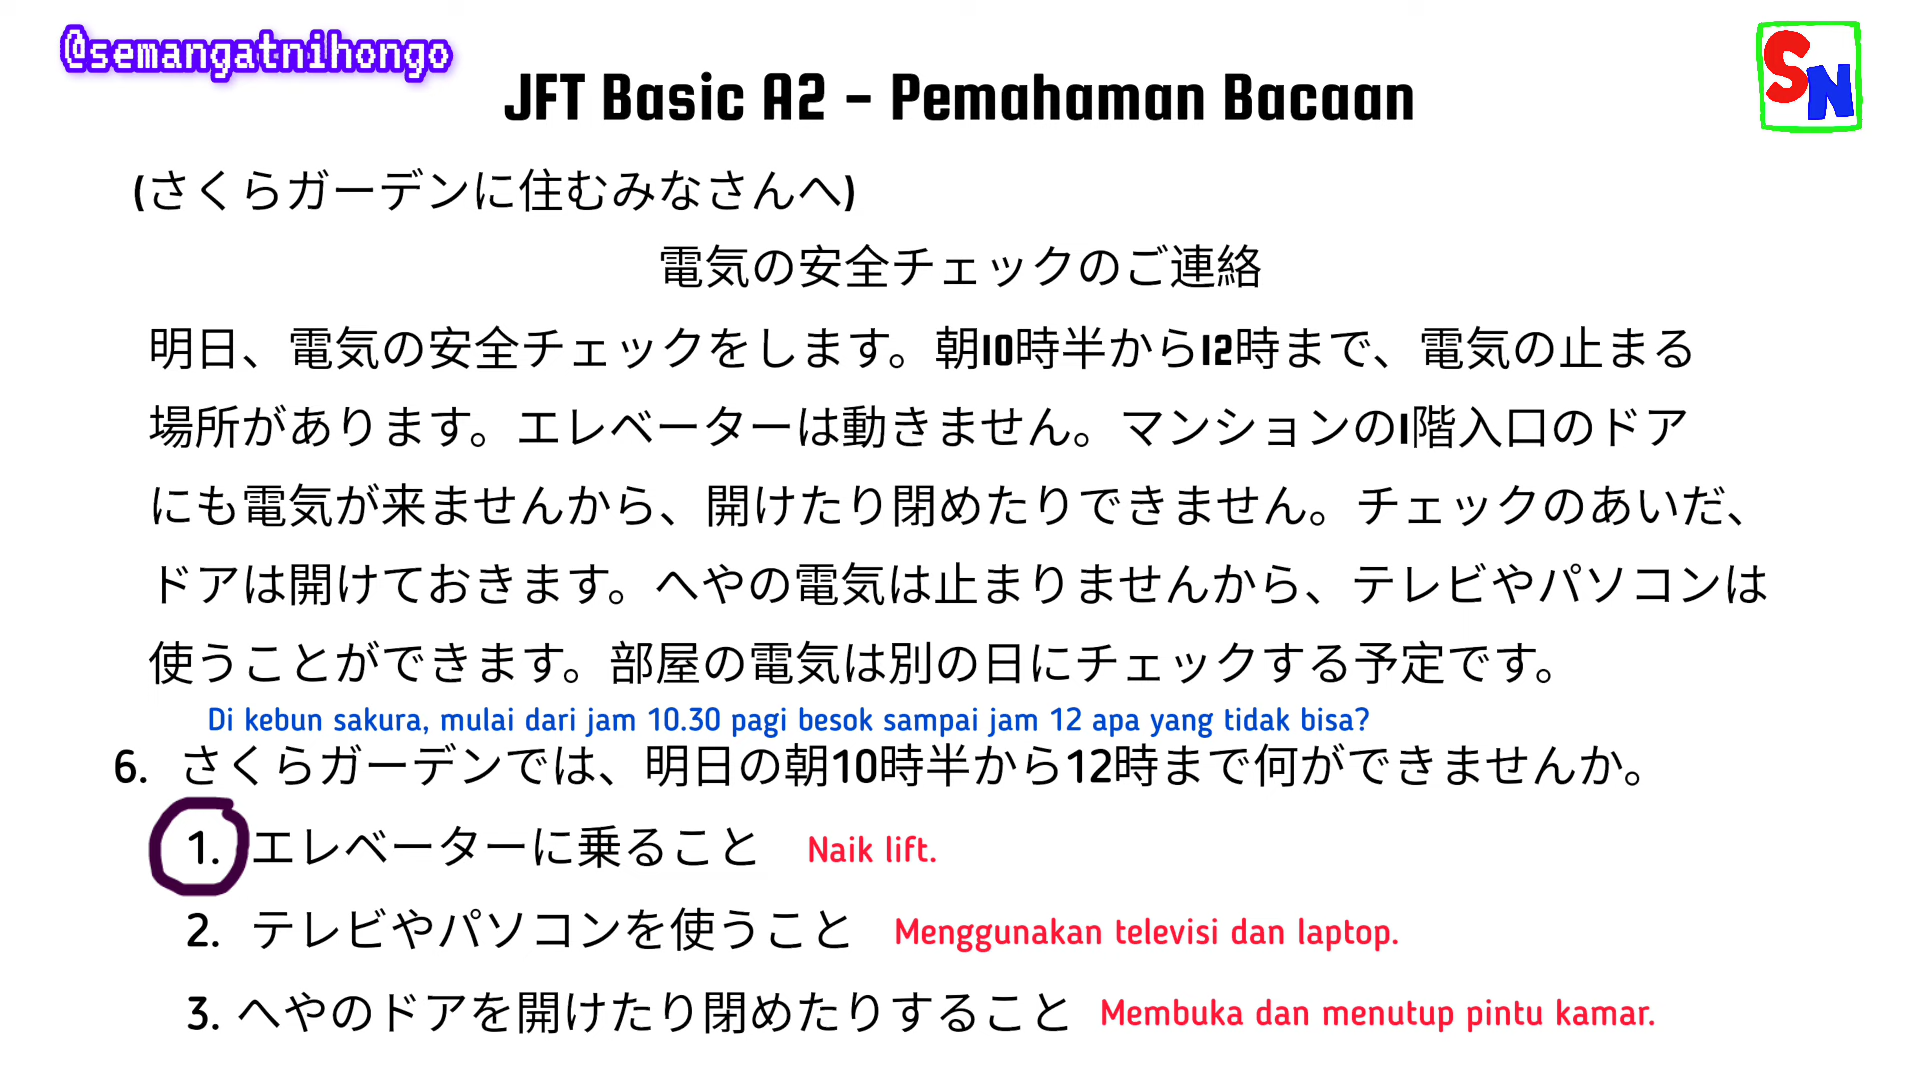 @semangatnihongo
SN
JFT Basic A2 - Pemahaman Bacaan
(さくらガーデンに住むみなさんへ)
電気の安全チェックのご連絡
明日、電気の安全チェックをします。朝10時半から12時まで、電気の止まる
場所があります。エレベーターは動きません。マンションの1階入口のドア
にも電気が来ませんから、開けたり閉めたりできません。チェックのあいだ、
ドアは開けておきます。へやの電気は止まりませんから、テレビやパソコンは
使うことができます。部屋の電気は別の日にチェックする予定です。
Di kebun sakura, mulai dari jam 10.30 pagi besok sampai jam 12 apa yang tidak bisa?
6. さくらガーデンでは、明日の朝10時半から12時まで何ができませんか。
1. エレベーターに乗ること Naik lift.
2. テレビやパソコンを使うこと Menggunakan televisi dan laptop.
3. へやのドアを開けたり閉めたりすること Membuka dan menutup pintu kamar.